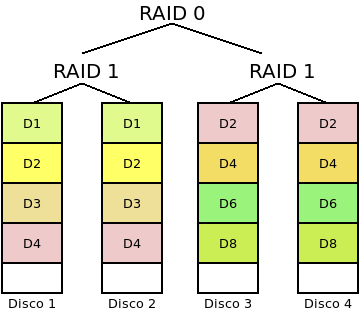 RAID 0
RAID 1 RAID 1
D1 D1 D2 D2
D2 D2 D4 D4
D3 D3 D6 D6
D4 D4 D8 D8
Disco 1 Disco 2 Disco 3 Disco 4